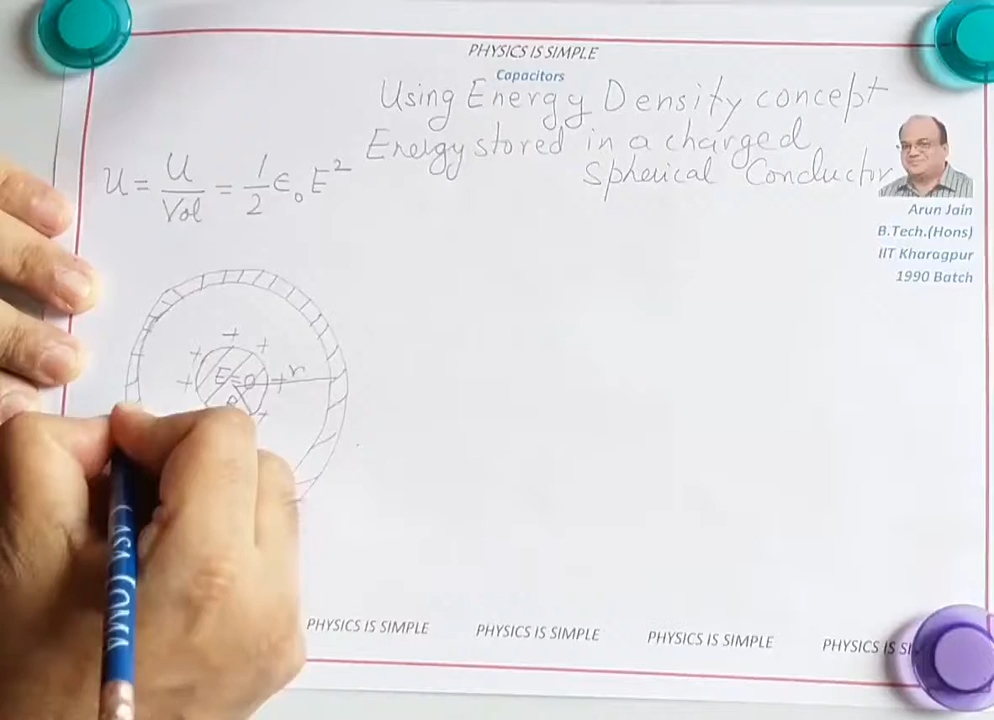 PHYSICS IS SIMPLE
Capacitors
Using Energy Density concept
Energy stored in a charged
Spherical Conductor
u = U/Vol = 1/2 ε₀ E²
Arun Jain
B.Tech.(Hons)
IIT Kharagpur
1990 Batch
+ + + + +
E=0
r
R
PHYSICS IS SIMPLE PHYSICS IS SIMPLE PHYSICS IS SIMPLE PHYSICS IS SI